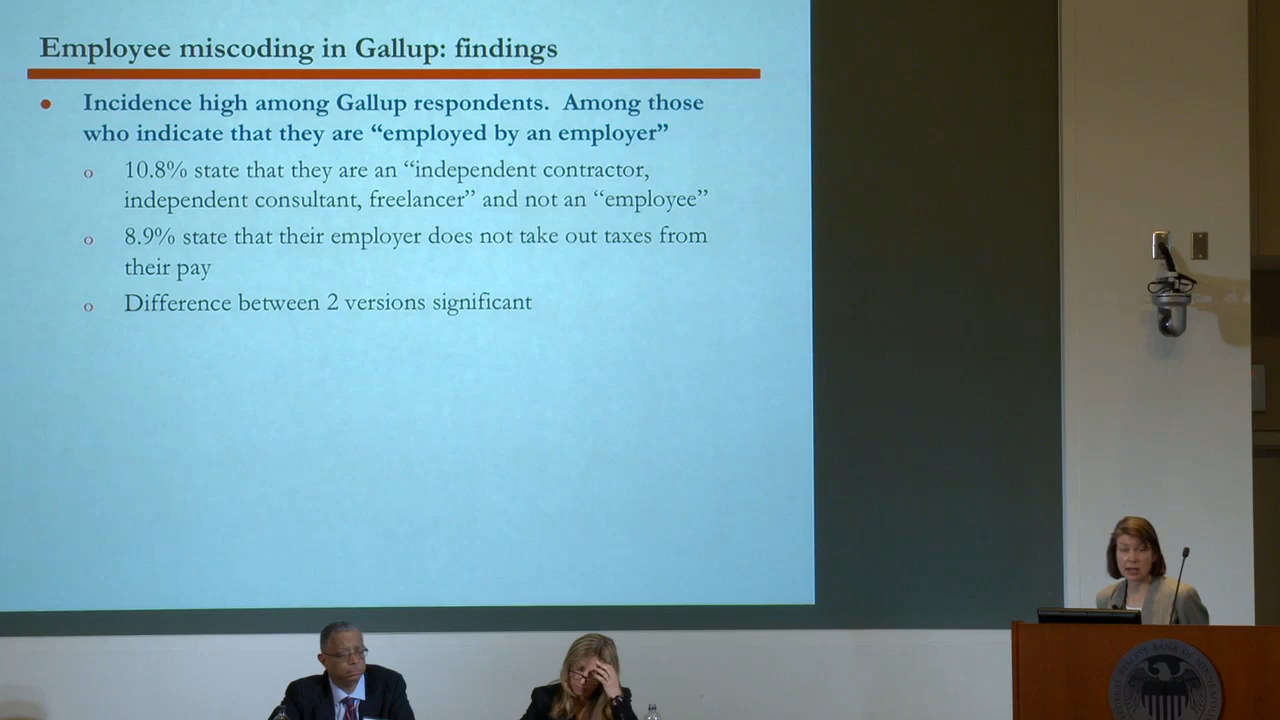 Employee miscoding in Gallup: findings
Incidence high among Gallup respondents. Among those
who indicate that they are “employed by an employer”
10.8% state that they are an “independent contractor,
independent consultant, freelancer” and not an “employee”
8.9% state that their employer does not take out taxes from
their pay
Difference between 2 versions significant